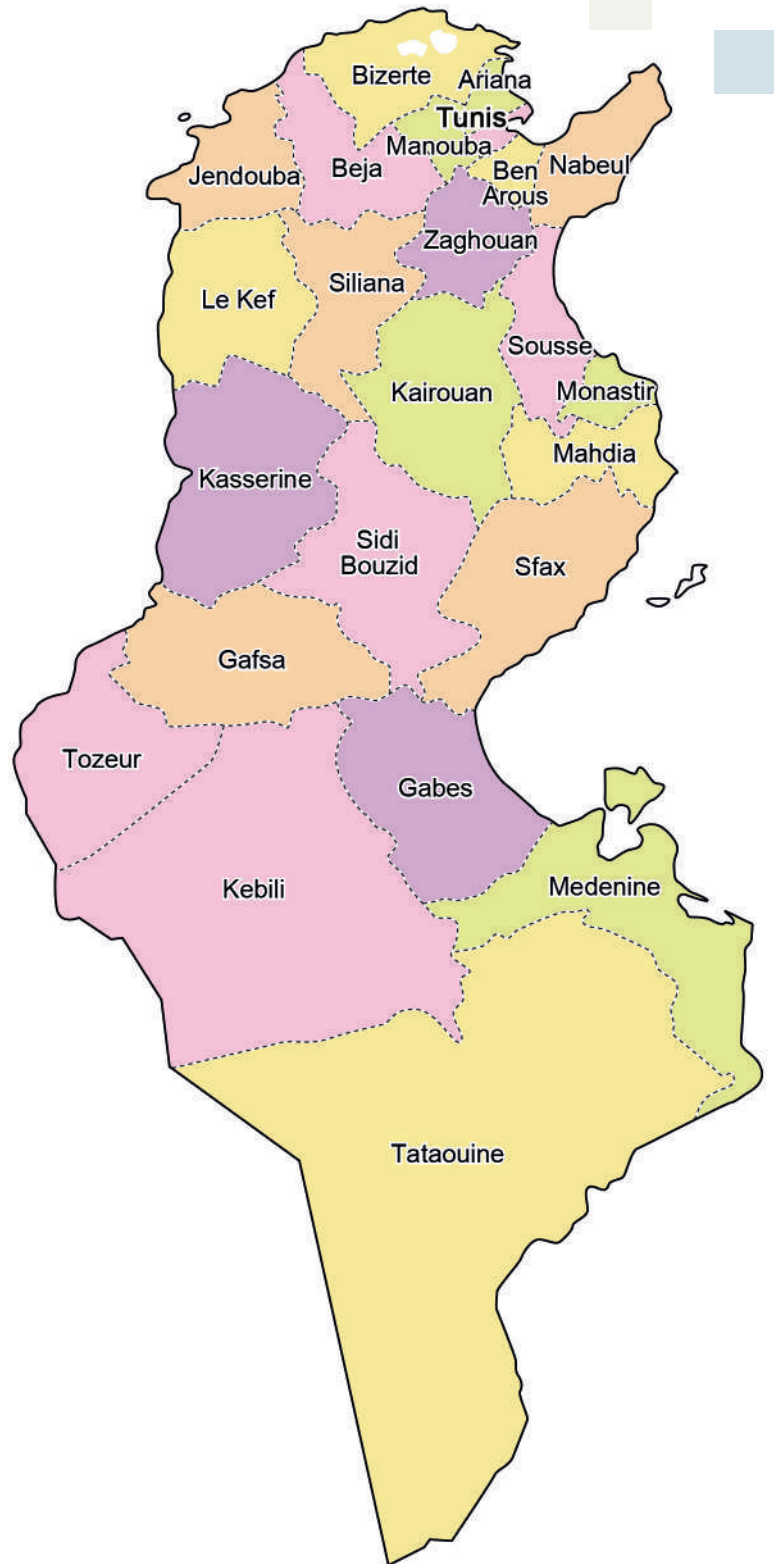 Bizerte
Ariana
Tunis
Manouba
Jendouba
Beja
Ben
Arous
Nabeul
Zaghouan
Le Kef
Siliana
Sousse
Kairouan
Monastir
Mahdia
Kasserine
Sidi
Bouzid
Sfax
Gafsa
Tozeur
Gabes
Kebili
Medenine
Tataouine